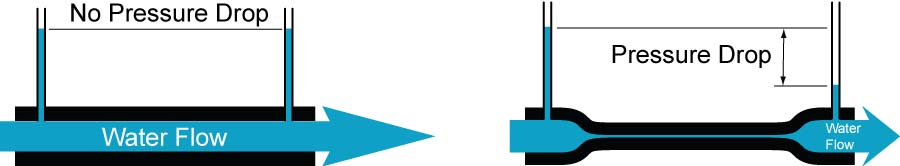 No Pressure Drop
Water Flow
Pressure Drop
Water
Flow